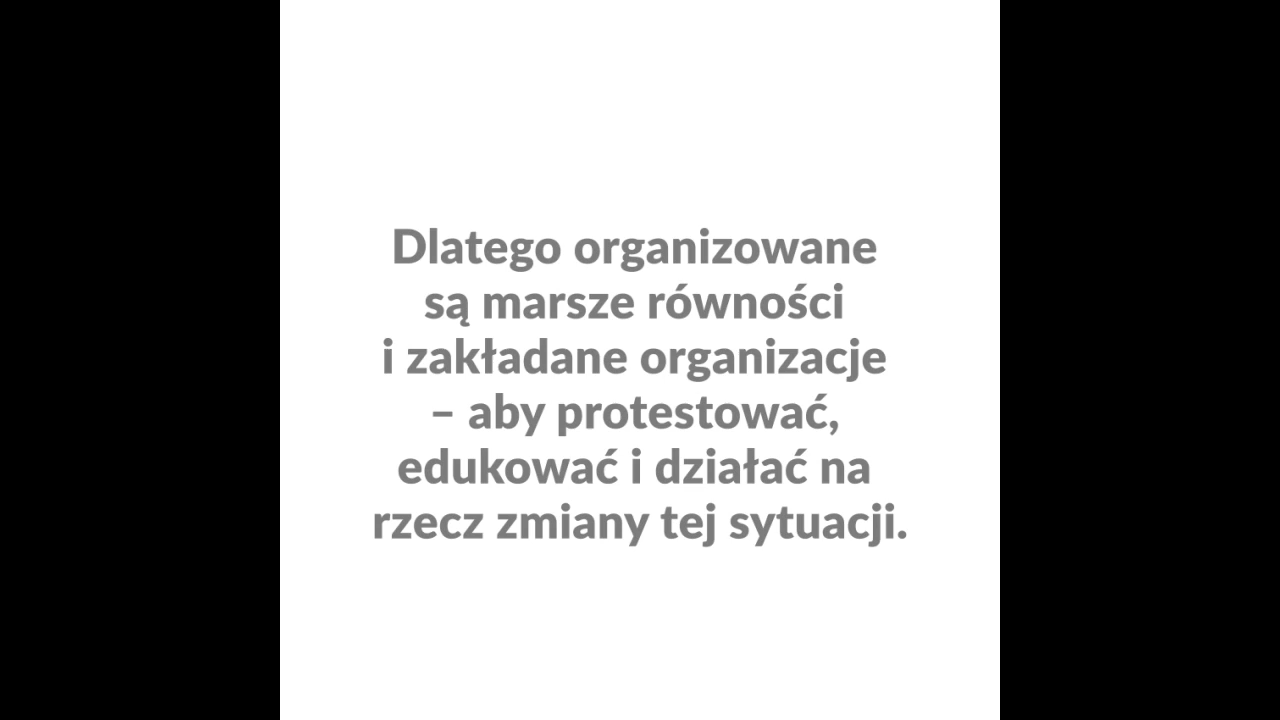 Dlatego organizowane
są marsze równości
i zakładane organizacje
– aby protestować,
edukować i działać na
rzecz zmiany tej sytuacji.